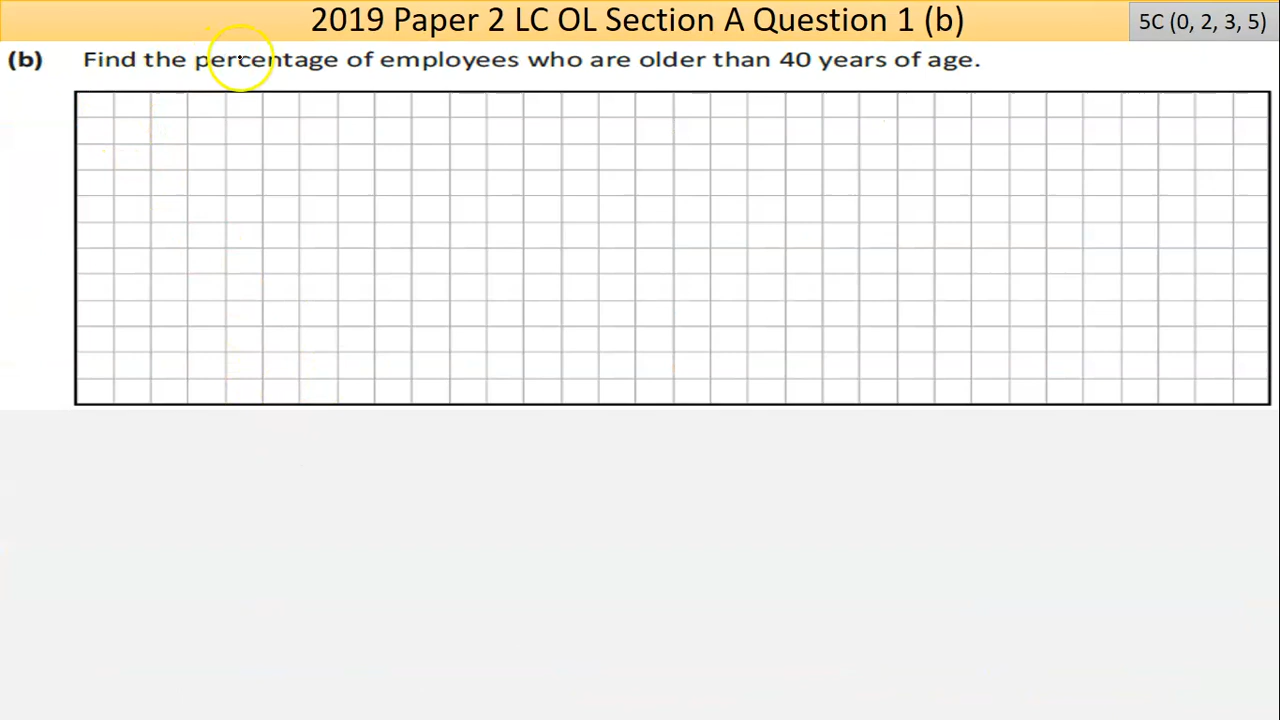 2019 Paper 2 LC OL Section A Question 1 (b)
5C (0, 2, 3, 5)
(b) Find the percentage of employees who are older than 40 years of age.